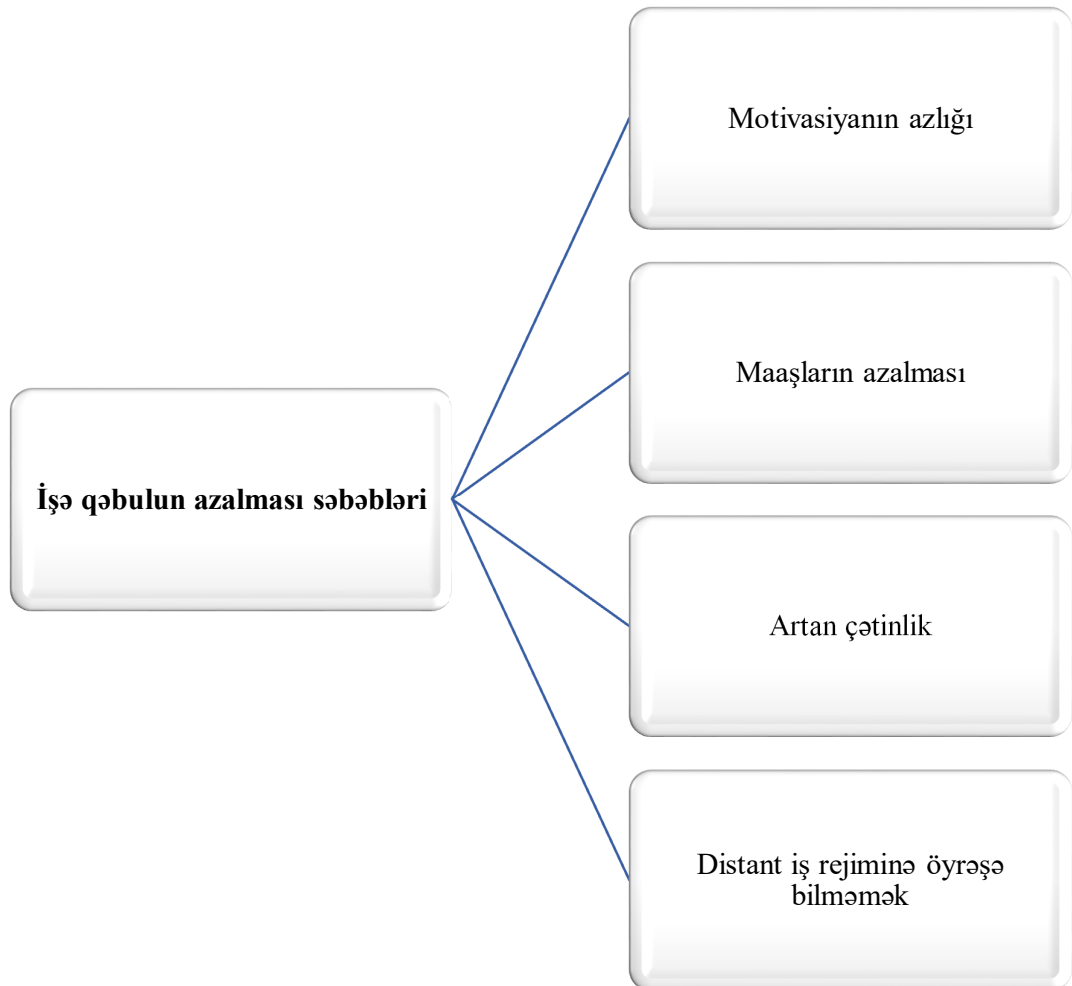 İşə qəbulun azalması səbəbləri
Motivasiyanın azlığı
Maaşların azalması
Artan çətinlik
Distant iş rejiminə öyrəşə
bilməmək